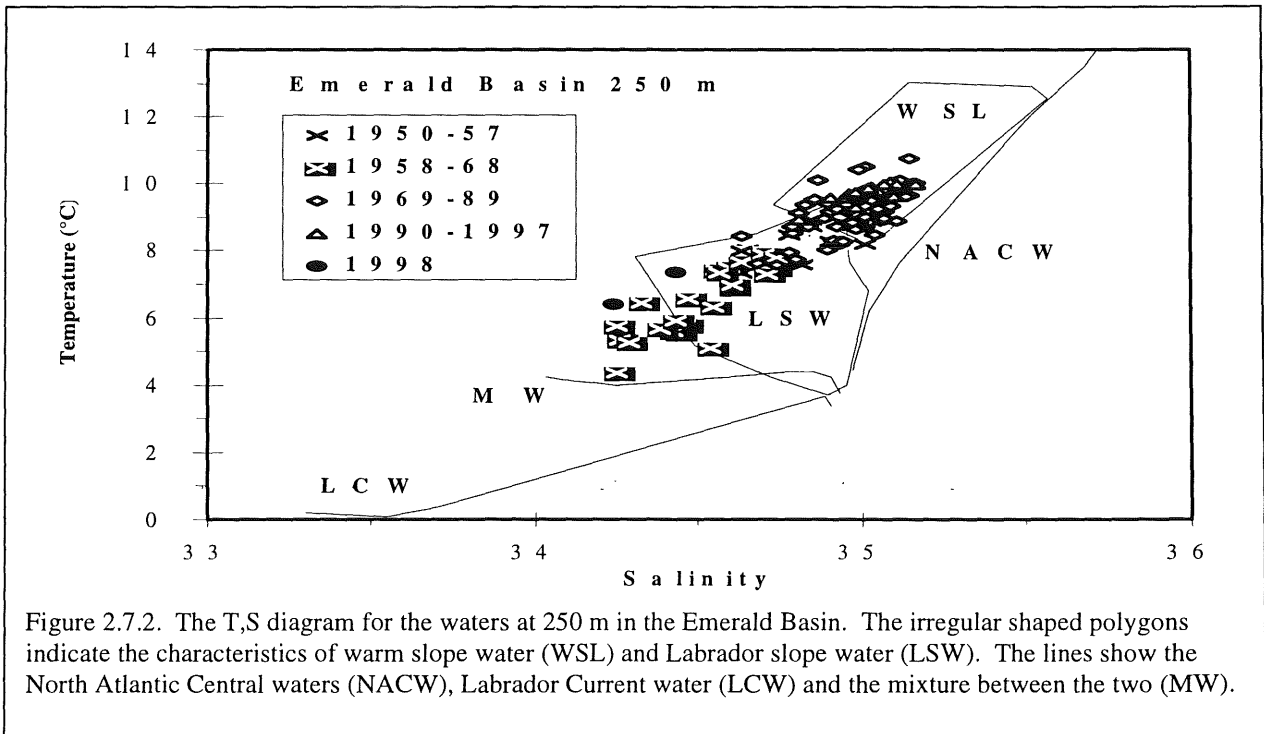 14
12
10
8
6
4
2
0
Temperature (°C)
Emerald Basin 250 m
1950-57
1958-68
1969-89
1990-1997
1998
WSL
NACW
LSW
MW
LCW
33
34
35
36
Salinity
Figure 2.7.2. The T,S diagram for the waters at 250 m in the Emerald Basin. The irregular shaped polygons
indicate the characteristics of warm slope water (WSL) and Labrador slope water (LSW). The lines show the
North Atlantic Central waters (NACW), Labrador Current water (LCW) and the mixture between the two (MW).